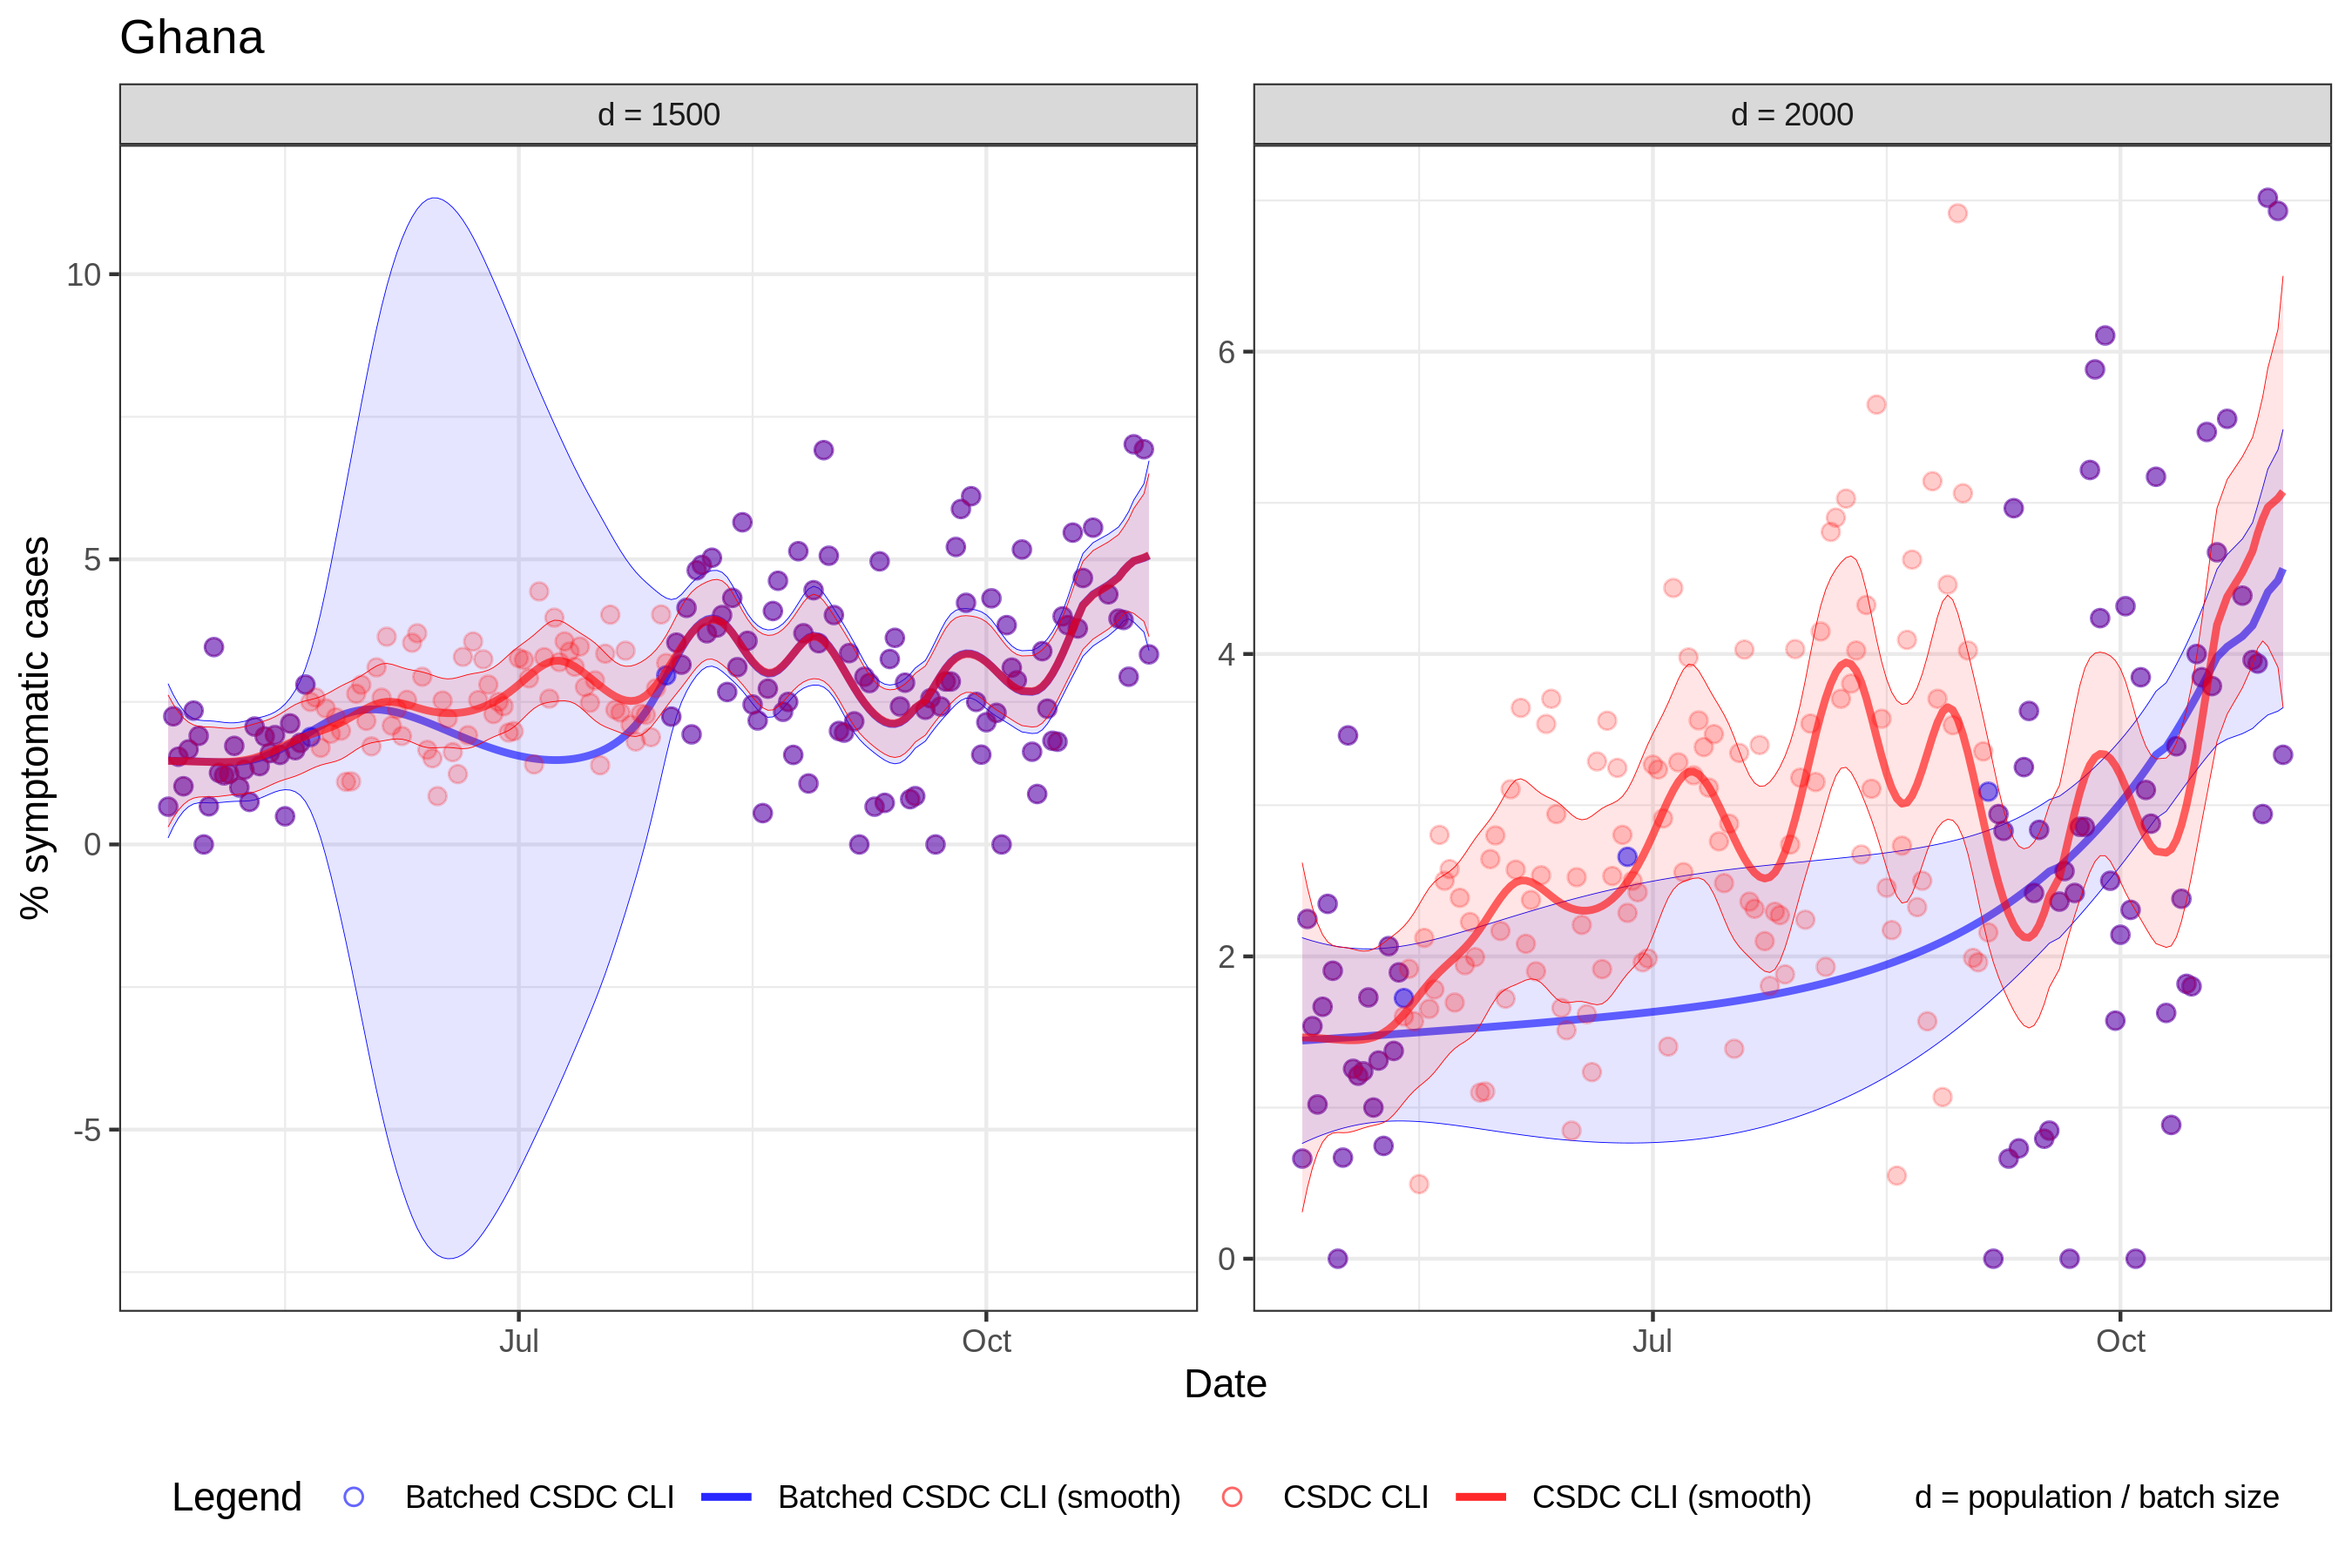 Ghana
d = 1500
d = 2000
% symptomatic cases
10
5
0
-5
6
4
2
0
Jul
Oct
Jul
Oct
Date
Legend
Batched CSDC CLI
Batched CSDC CLI (smooth)
CSDC CLI
CSDC CLI (smooth)
d = population / batch size